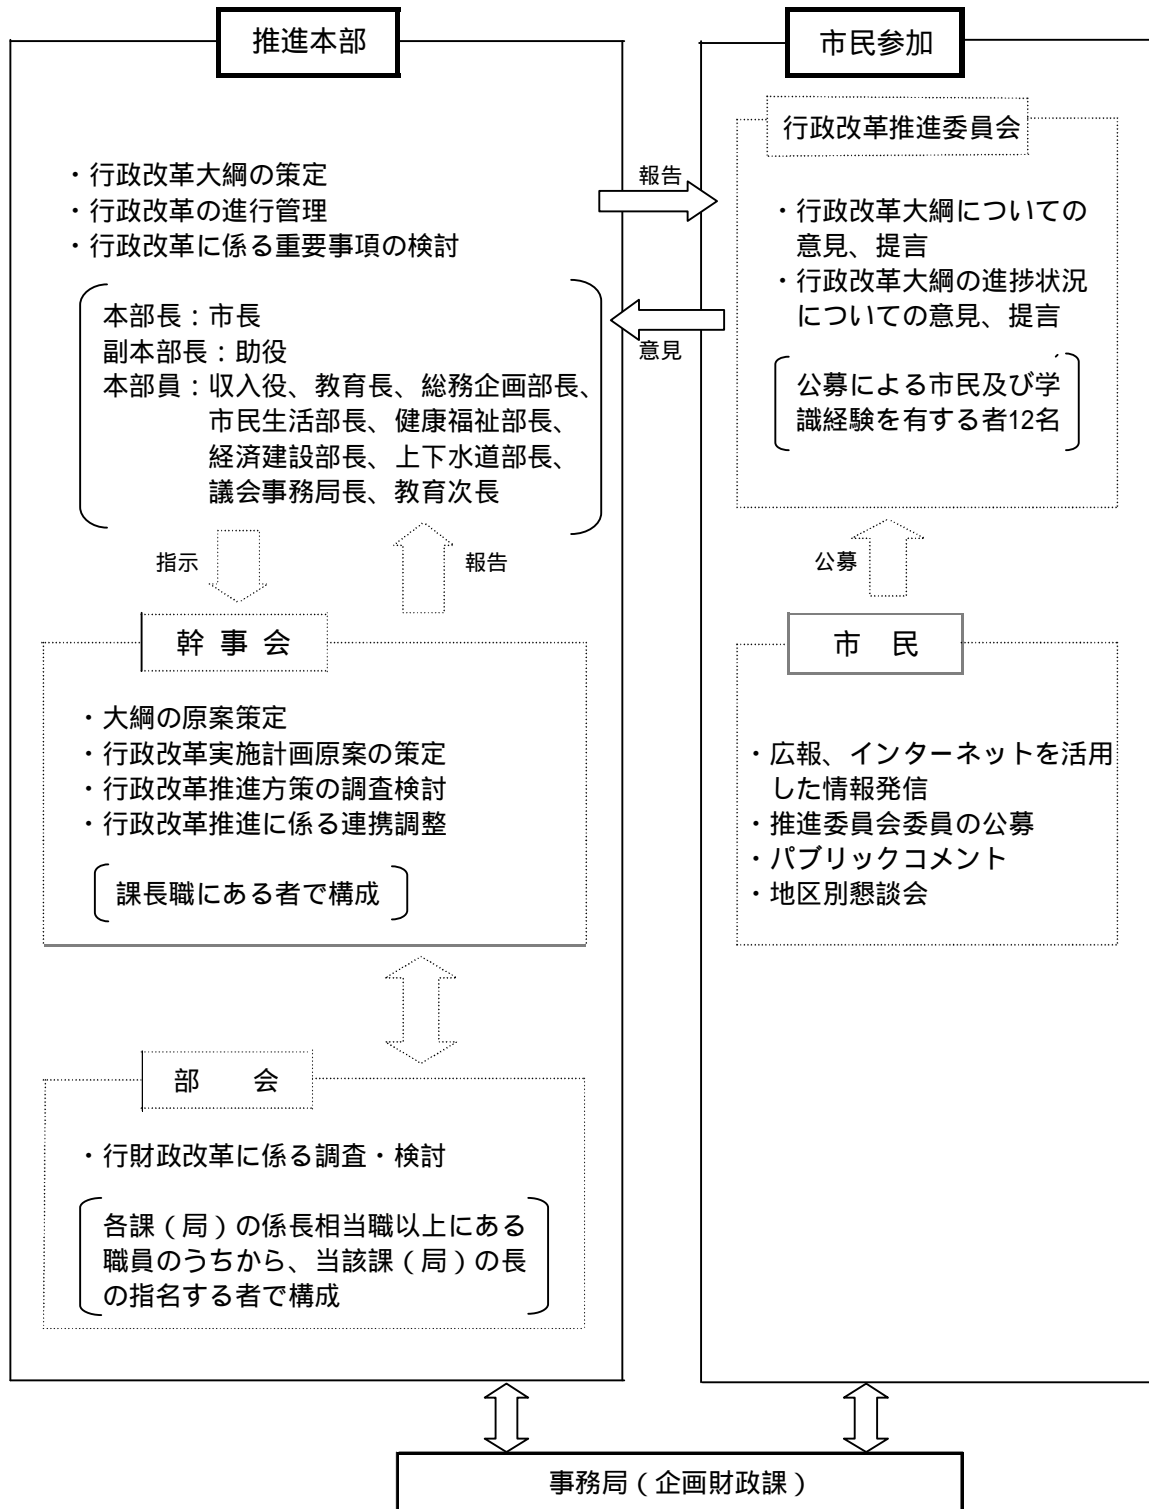 推進本部
・行政改革大綱の策定
・行政改革の進行管理
・行政改革に係る重要事項の検討
本部長：市長
副本部長：助役
本部員：収入役、教育長、総務企画部長、
市民生活部長、健康福祉部長、
経済建設部長、上下水道部長、
議会事務局長、教育次長
指示
報告
幹事会
・大綱の原案策定
・行政改革実施計画原案の策定
・行政改革推進方策の調査検討
・行政改革推進に係る連携調整
課長職にある者で構成
部　会
・行財政改革に係る調査・検討
各課（局）の係長相当職以上にある
職員のうちから、当該課（局）の長
の指名する者で構成
報告
意見
市民参加
行政改革推進委員会
・行政改革大綱についての
意見、提言
・行政改革大綱の進捗状況
についての意見、提言
公募による市民及び学
識経験を有する者12名
公募
市　民
・広報、インターネットを活用
した情報発信
・推進委員会委員の公募
・パブリックコメント
・地区別懇談会
事務局（企画財政課）